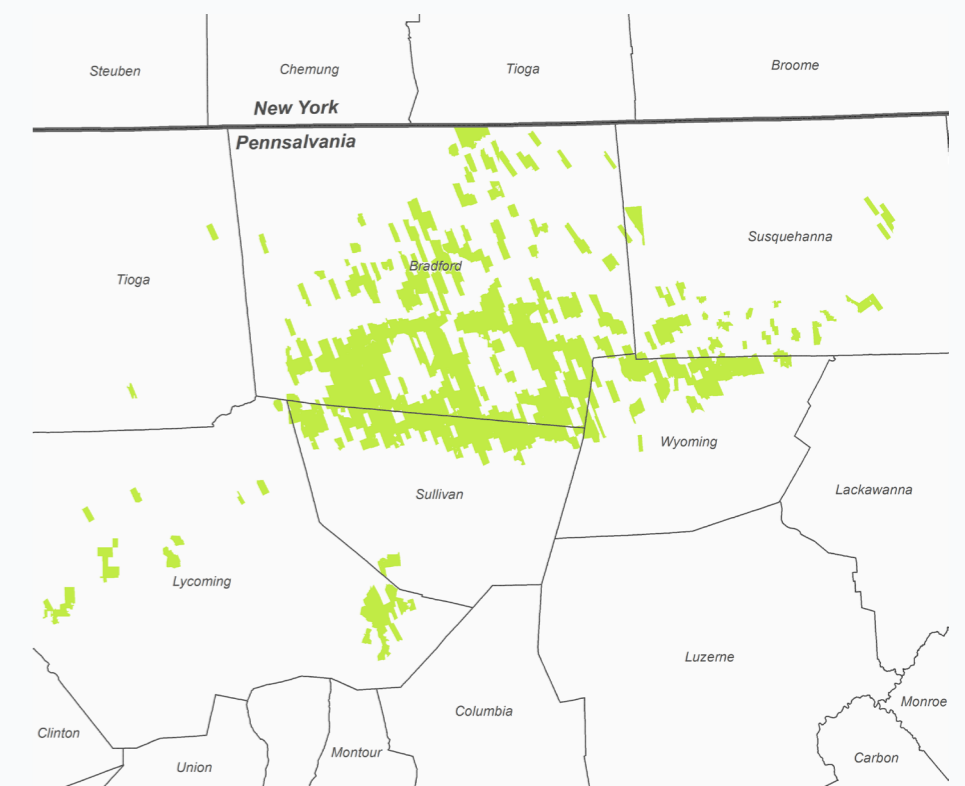 Steuben
Chemung
Tioga
Broome
New York
Pennsalvania
Tioga
Bradford
Susquehanna
Wyoming
Sullivan
Lackawanna
Lycoming
Luzerne
Monroe
Columbia
Clinton
Montour
Union
Carbon